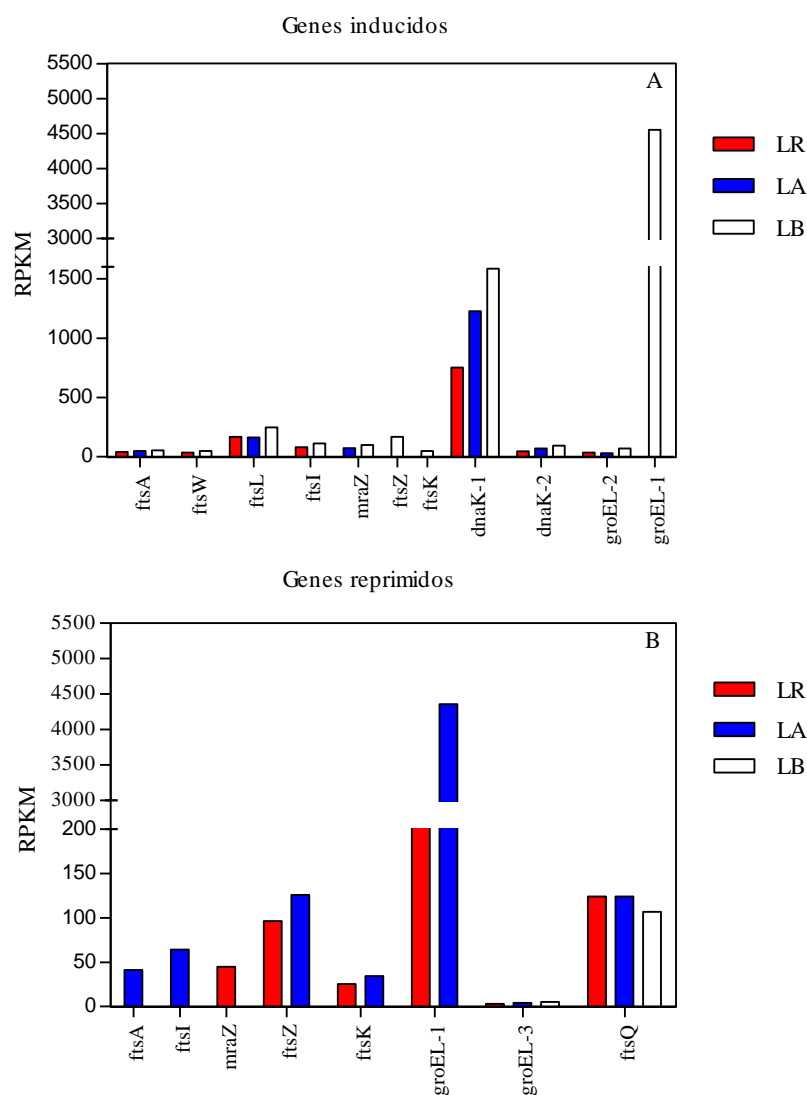 Genes inducidos
5500
5000
4500
4000
3500
3000
1500
1000
500
0
RPKM
A
LR
LA
LB
ftsA
ftsW
ftsL
ftsI
mraZ
ftsZ
ftsK
dnaK-1
dnaK-2
groEL-2
groEL-1
Genes reprimidos
5500
5000
4500
4000
3500
3000
200
150
100
50
0
RPKM
B
LR
LA
LB
ftsA
ftsI
mraZ
ftsZ
ftsK
groEL-1
groEL-3
ftsQ